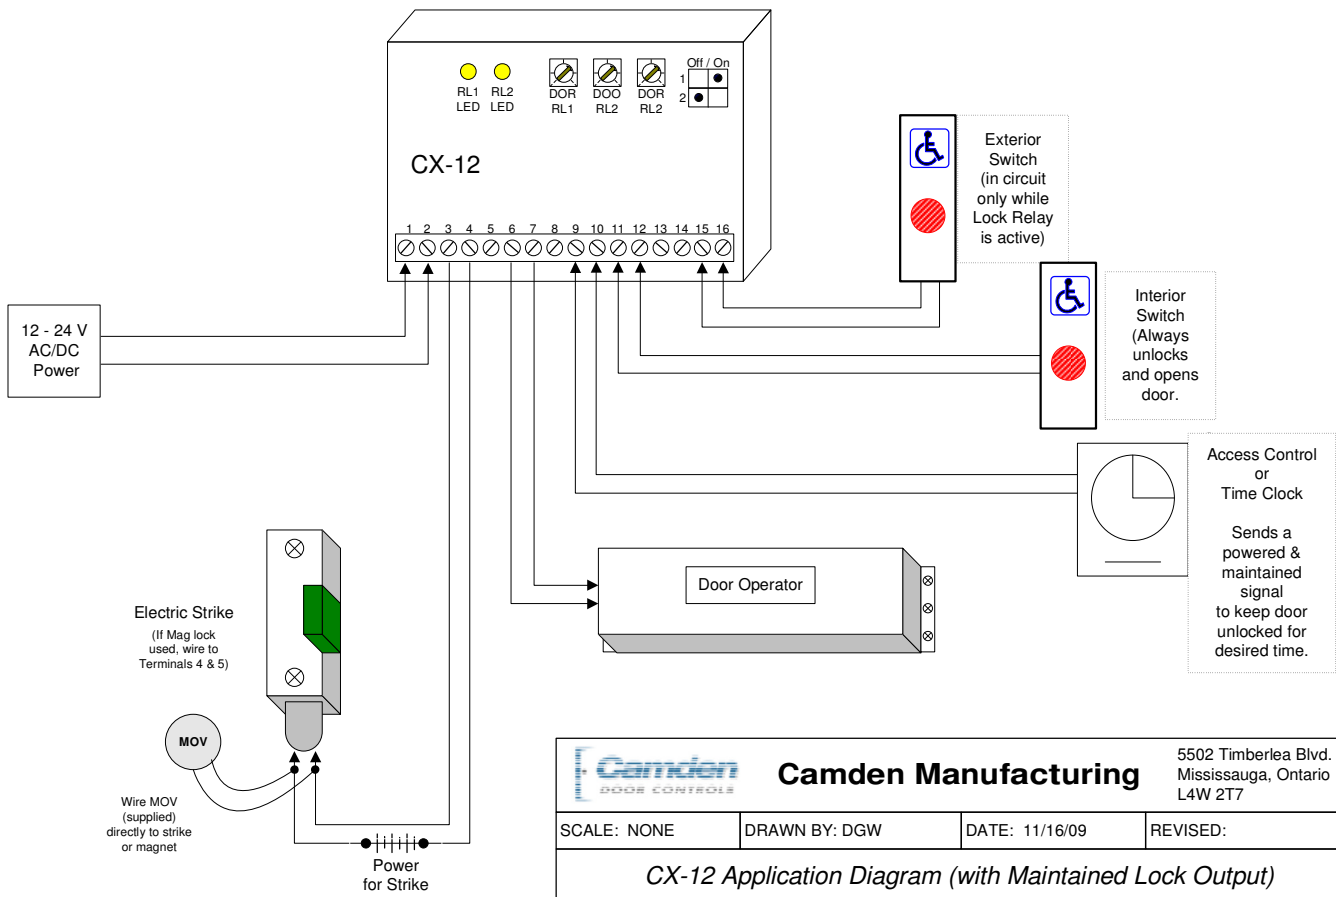 Off / On
1
2
RL1 LED
RL2 LED
DOR RL1
DOO RL2
DOR RL2
CX-12
1 2 3 4 5 6 7 8 9 10 11 12 13 14 15 16
Exterior
Switch
(in circuit
only while
Lock Relay
is active)
Interior
Switch
(Always
unlocks
and opens
door.
12 - 24 V
AC/DC
Power
Access Control
or
Time Clock
Sends a
powered &
maintained
signal
to keep door
unlocked for
desired time.
Door Operator
Electric Strike
(If Mag lock
used, wire to
Terminals 4 & 5)
MOV
Wire MOV
(supplied)
directly to strike
or magnet
Power
for Strike
Camden
DOOR CONTROLS
Camden Manufacturing
5502 Timberlea Blvd.
Mississauga, Ontario
L4W 2T7
SCALE: NONE
DRAWN BY: DGW
DATE: 11/16/09
REVISED:
CX-12 Application Diagram (with Maintained Lock Output)